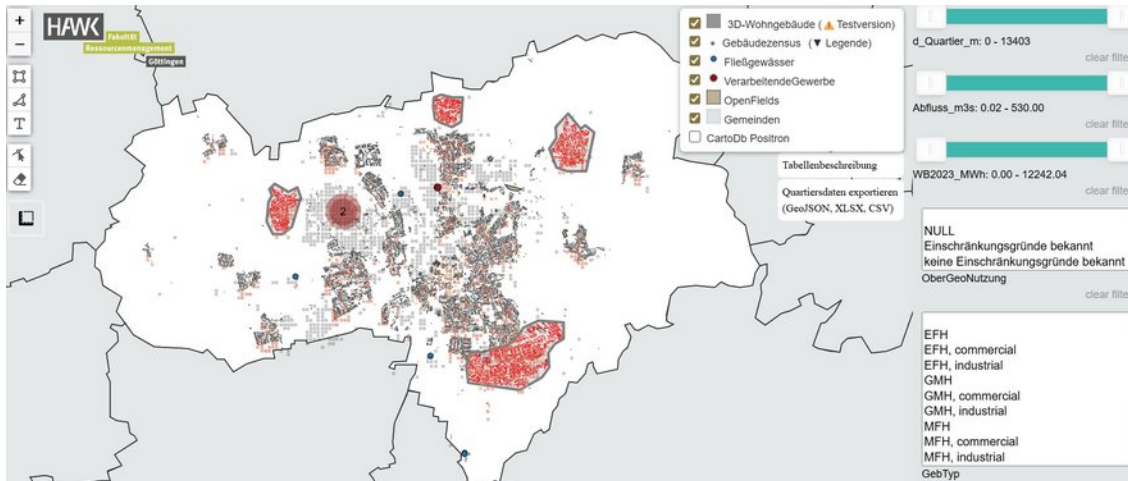 +
−
T
HAWK
Fakultät
Ressourcenmanagement
Göttingen
2
3D-Wohngebäude (⚠ Testversion)
Gebäudezensus (▼ Legende)
Fließgewässer
VerarbeitendeGewerbe
OpenFields
Gemeinden
CartoDb Positron
Tabellenbeschreibung
Quartiersdaten exportieren
(GeoJSON, XLSX, CSV)
d_Quartier_m: 0 - 13403
clear filte
Abfluss_m3s: 0.02 - 530.00
clear filte
WB2023_MWh: 0.00 - 12242.04
clear filte
NULL
Einschränkungsgründe bekannt
keine Einschränkungsgründe bekannt
OberGeoNutzung
clear filte
EFH
EFH, commercial
EFH, industrial
GMH
GMH, commercial
GMH, industrial
MFH
MFH, commercial
MFH, industrial
GebTyp